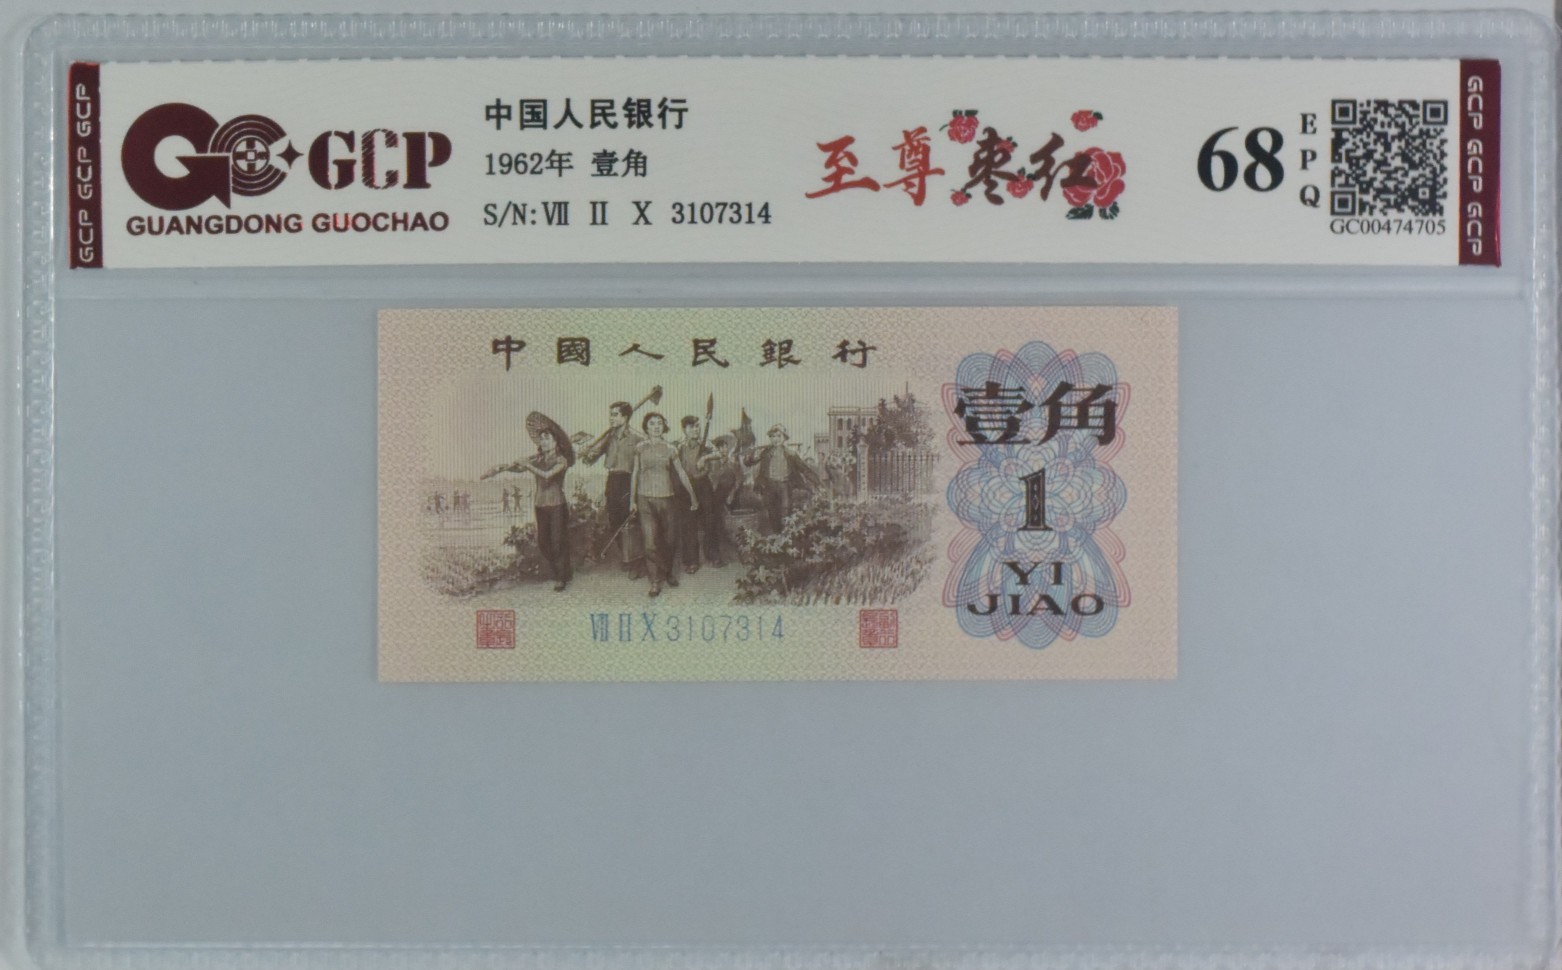 GCP GCP GCP
GCP
GUANGDONG GUOCHAO
中国人民银行
1962年 壹角
S/N:Ⅶ Ⅱ X 3107314
至尊枣红
68
EPQ
GC00474705
GCP GCP GCP
中國人民銀行
壹角
1
YI
JIAO
Ⅶ Ⅱ X 3107314